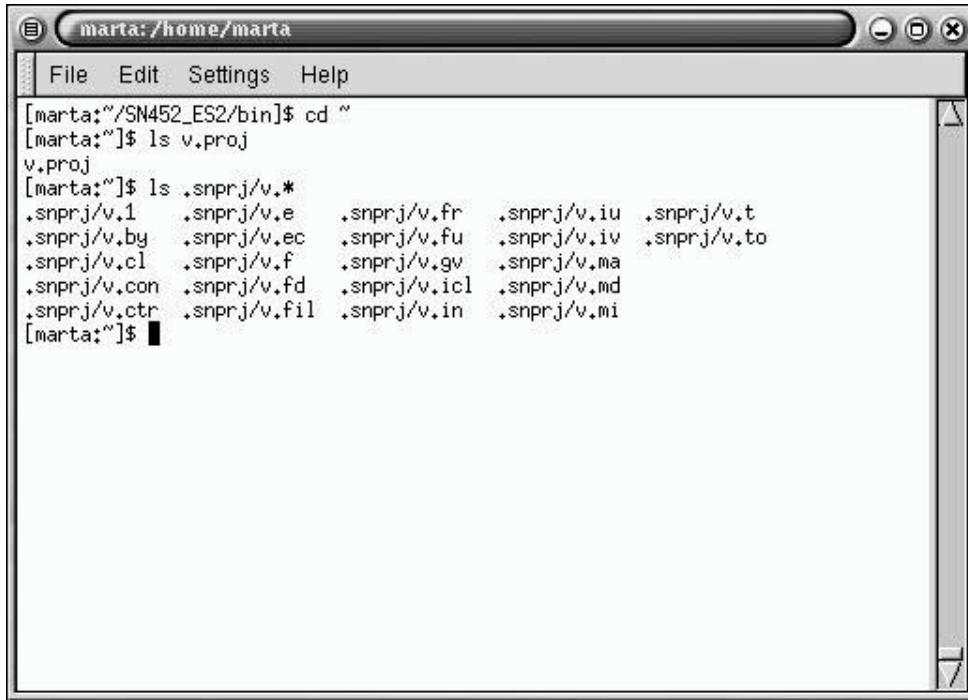 marta: /home/marta
File Edit Settings Help
[marta:~/SN452_ES2/bin]$ cd ~
[marta:~]$ ls v.proj
v.proj
[marta:~]$ ls .snprj/v.*
.snprj/v.1 .snprj/v.e .snprj/v.fr .snprj/v.iu .snprj/v.t
.snprj/v.by .snprj/v.ec .snprj/v.fu .snprj/v.iv .snprj/v.to
.snprj/v.cl .snprj/v.f .snprj/v.gv .snprj/v.ma
.snprj/v.con .snprj/v.fd .snprj/v.icl .snprj/v.md
.snprj/v.ctr .snprj/v.fil .snprj/v.in .snprj/v.mi
[marta:~]$